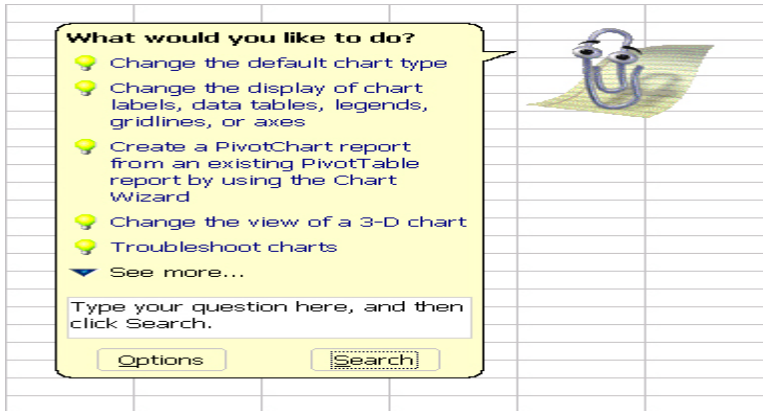 What would you like to do?
Change the default chart type
Change the display of chart
labels, data tables, legends,
gridlines, or axes
Create a PivotChart report
from an existing PivotTable
report by using the Chart
Wizard
Change the view of a 3-D chart
Troubleshoot charts
See more...
Type your question here, and then
click Search.
Options Search